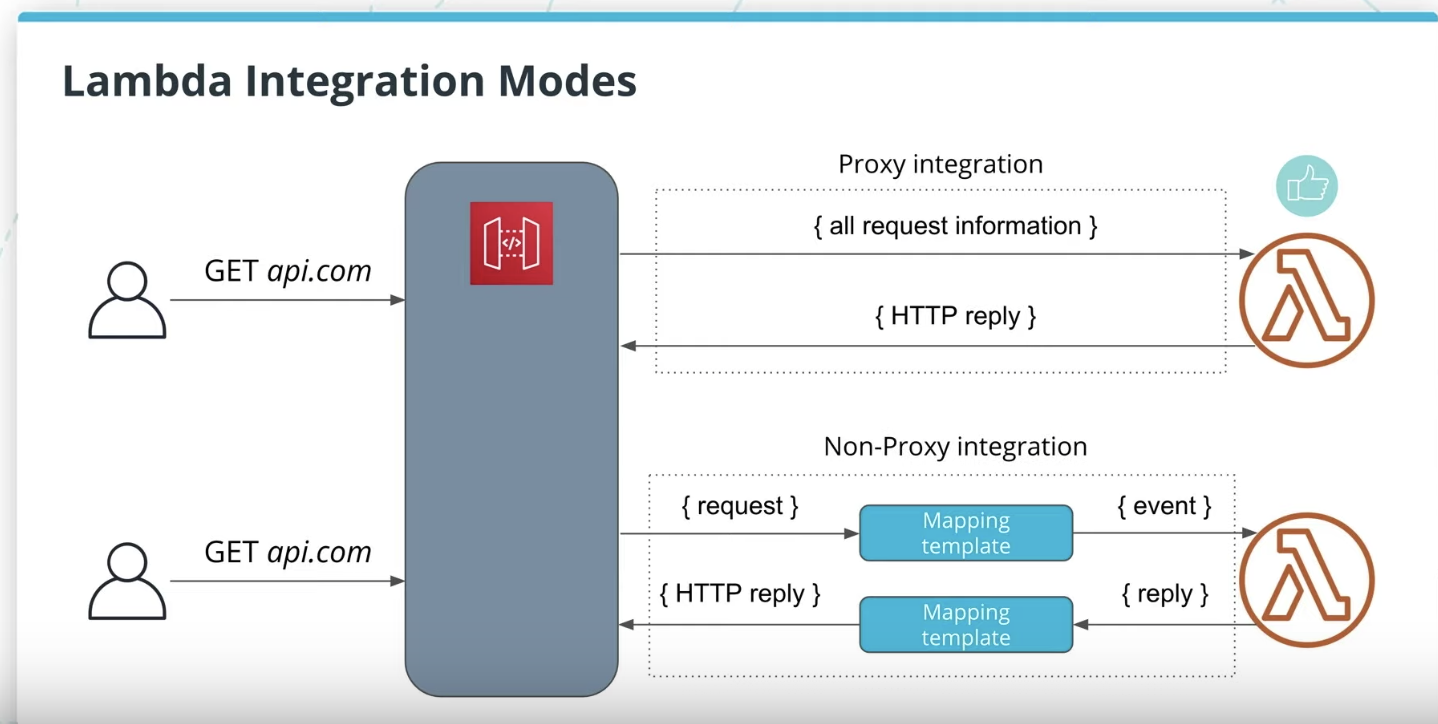 Lambda Integration Modes
Proxy integration
GET api.com
{ all request information }
{ HTTP reply }
</>
Non-Proxy integration
GET api.com
{ request }
Mapping
template
{ event }
{ HTTP reply }
Mapping
template
{ reply }